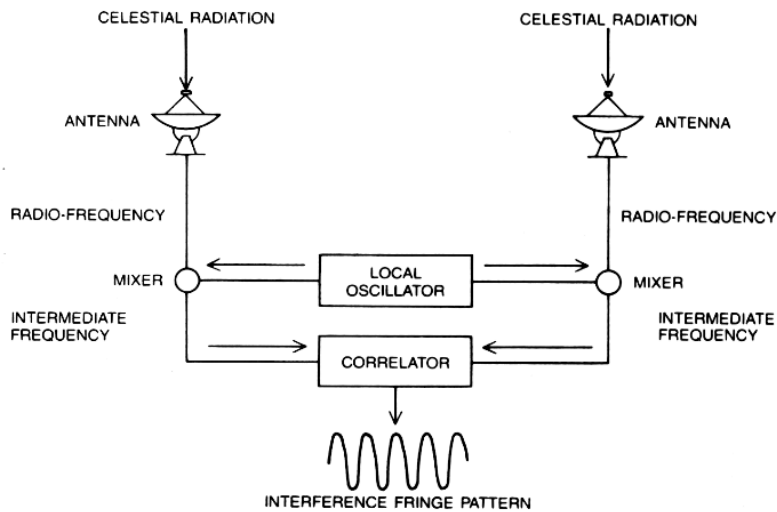 CELESTIAL RADIATION
CELESTIAL RADIATION
ANTENNA
ANTENNA
RADIO-FREQUENCY
RADIO-FREQUENCY
MIXER
LOCAL
OSCILLATOR
MIXER
INTERMEDIATE
FREQUENCY
INTERMEDIATE
FREQUENCY
CORRELATOR
INTERFERENCE FRINGE PATTERN